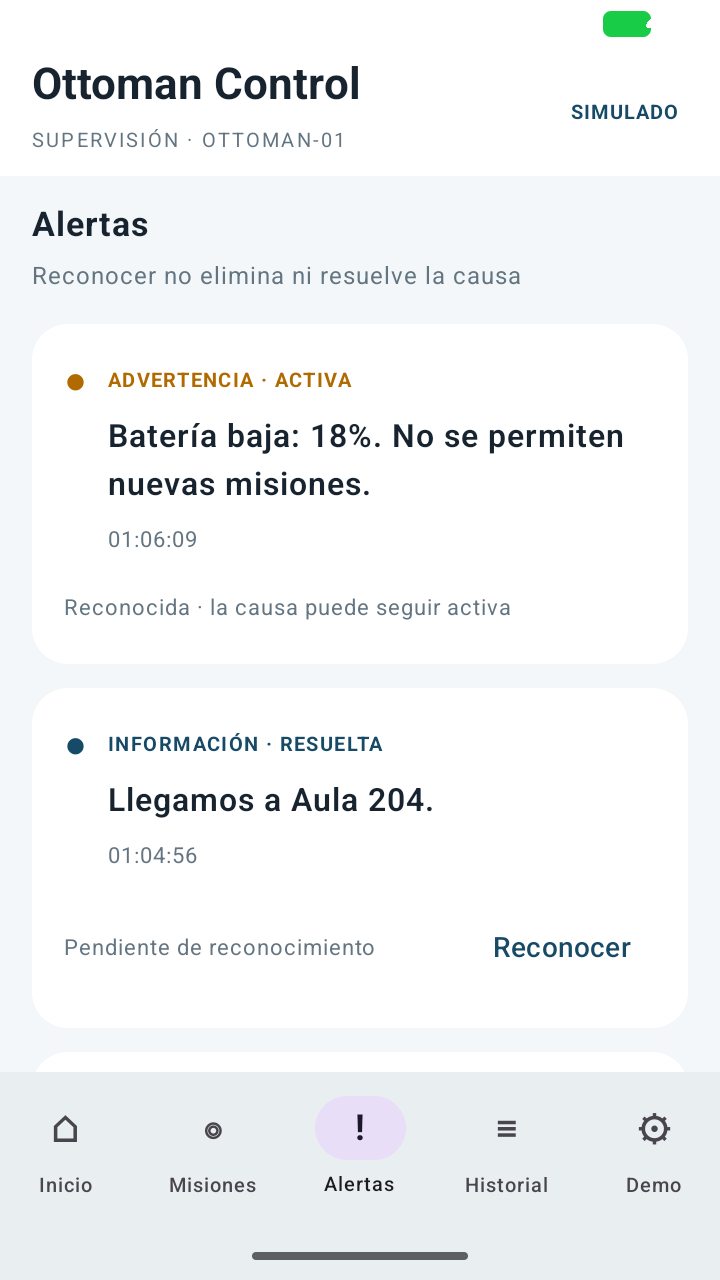 Ottoman Control
SIMULADO
SUPERVISIÓN · OTTOMAN-01
Alertas
Reconocer no elimina ni resuelve la causa
ADVERTENCIA · ACTIVA
Batería baja: 18%. No se permiten
nuevas misiones.
01:06:09
Reconocida · la causa puede seguir activa
INFORMACIÓN · RESUELTA
Llegamos a Aula 204.
01:04:56
Pendiente de reconocimiento
Reconocer
!
Inicio
Misiones
Alertas
Historial
Demo